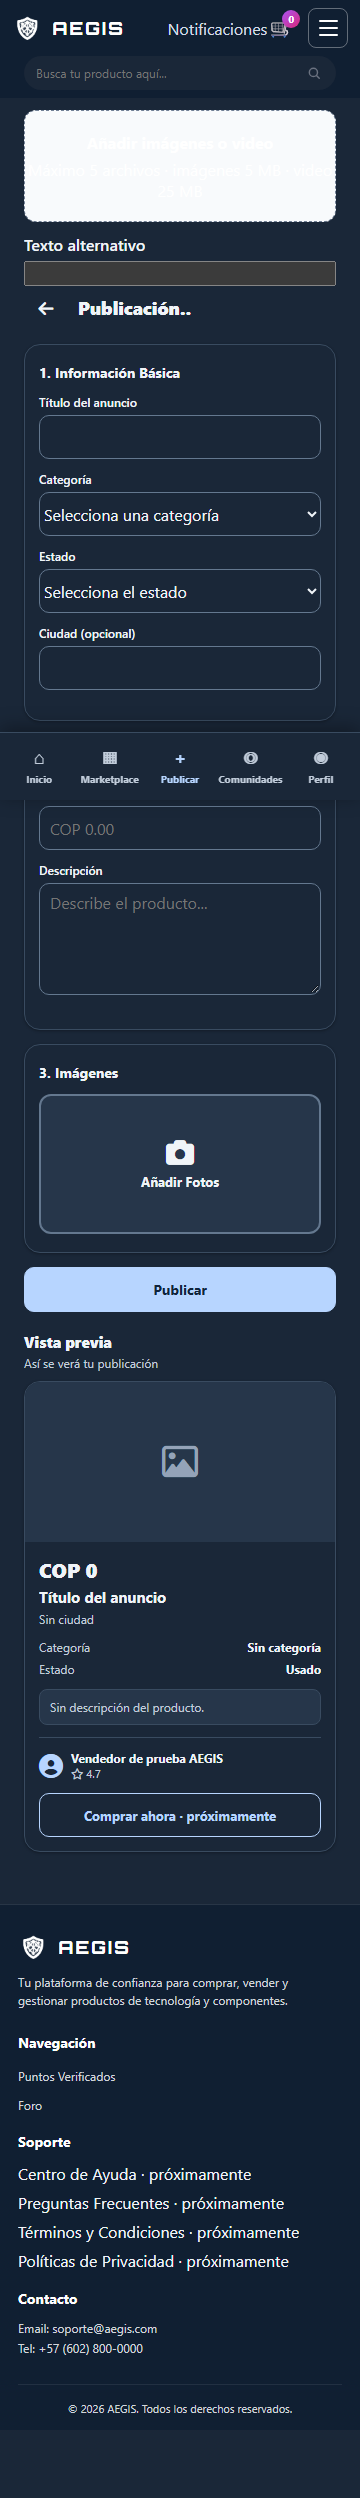 AEGIS
Notificaciones
0
Busca tu producto aquí...
Añadir imágenes o video
Máximo 5 archivos · imágenes 5 MB · video
25 MB
Texto alternativo
Publicación..
1. Información Básica
Título del anuncio
Categoría
Selecciona una categoría
Estado
Selecciona el estado
Ciudad (opcional)
Inicio
Marketplace
Publicar
Comunidades
Perfil
COP 0.00
Descripción
Describe el producto...
3. Imágenes
Añadir Fotos
Publicar
Vista previa
Así se verá tu publicación
COP 0
Título del anuncio
Sin ciudad
Categoría Sin categoría
Estado Usado
Sin descripción del producto.
Vendedor de prueba AEGIS
4.7
Comprar ahora · próximamente
AEGIS
Tu plataforma de confianza para comprar, vender y
gestionar productos de tecnología y componentes.
Navegación
Puntos Verificados
Foro
Soporte
Centro de Ayuda · próximamente
Preguntas Frecuentes · próximamente
Términos y Condiciones · próximamente
Políticas de Privacidad · próximamente
Contacto
Email: soporte@aegis.com
Tel: +57 (602) 800-0000
© 2026 AEGIS. Todos los derechos reservados.